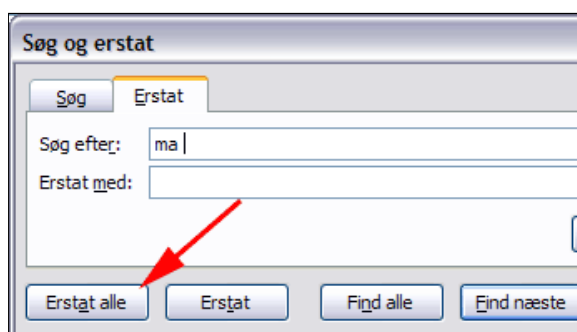 Søg og erstat
Søg Erstat
Søg efter: ma
Erstat med:
Erstat alle Erstat Find alle Find næste